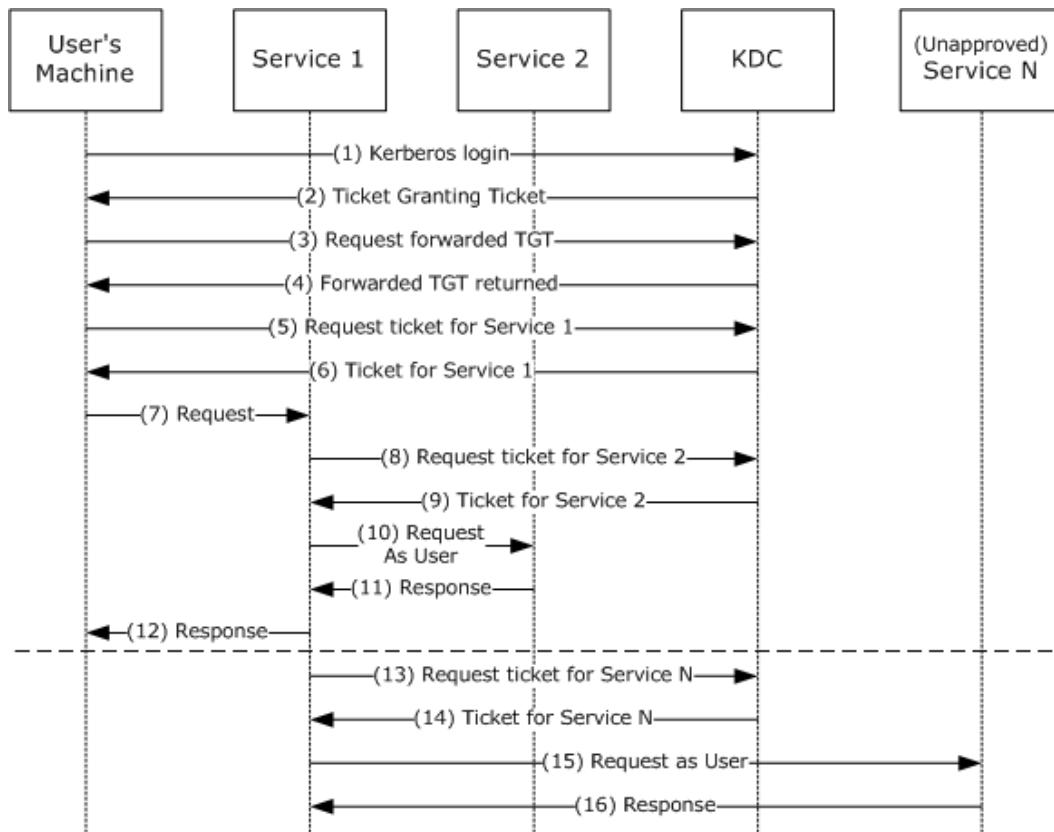 User's
Machine
Service 1
Service 2
KDC
(Unapproved)
Service N
(1) Kerberos login
(2) Ticket Granting Ticket
(3) Request forwarded TGT
(4) Forwarded TGT returned
(5) Request ticket for Service 1
(6) Ticket for Service 1
(7) Request
(8) Request ticket for Service 2
(9) Ticket for Service 2
(10) Request
As User
(11) Response
(12) Response
(13) Request ticket for Service N
(14) Ticket for Service N
(15) Request as User
(16) Response